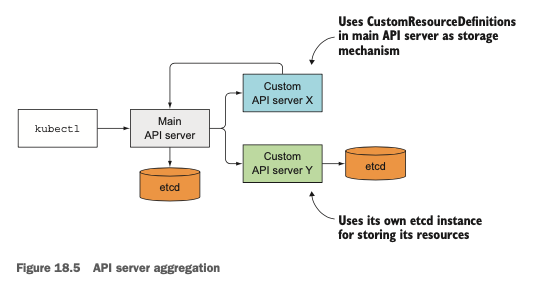 Uses CustomResourceDefinitions
in main API server as storage
mechanism
Custom
API server X
kubectl
Main
API server
Custom
API server Y
etcd
etcd
Uses its own etcd instance
for storing its resources
Figure 18.5 API server aggregation